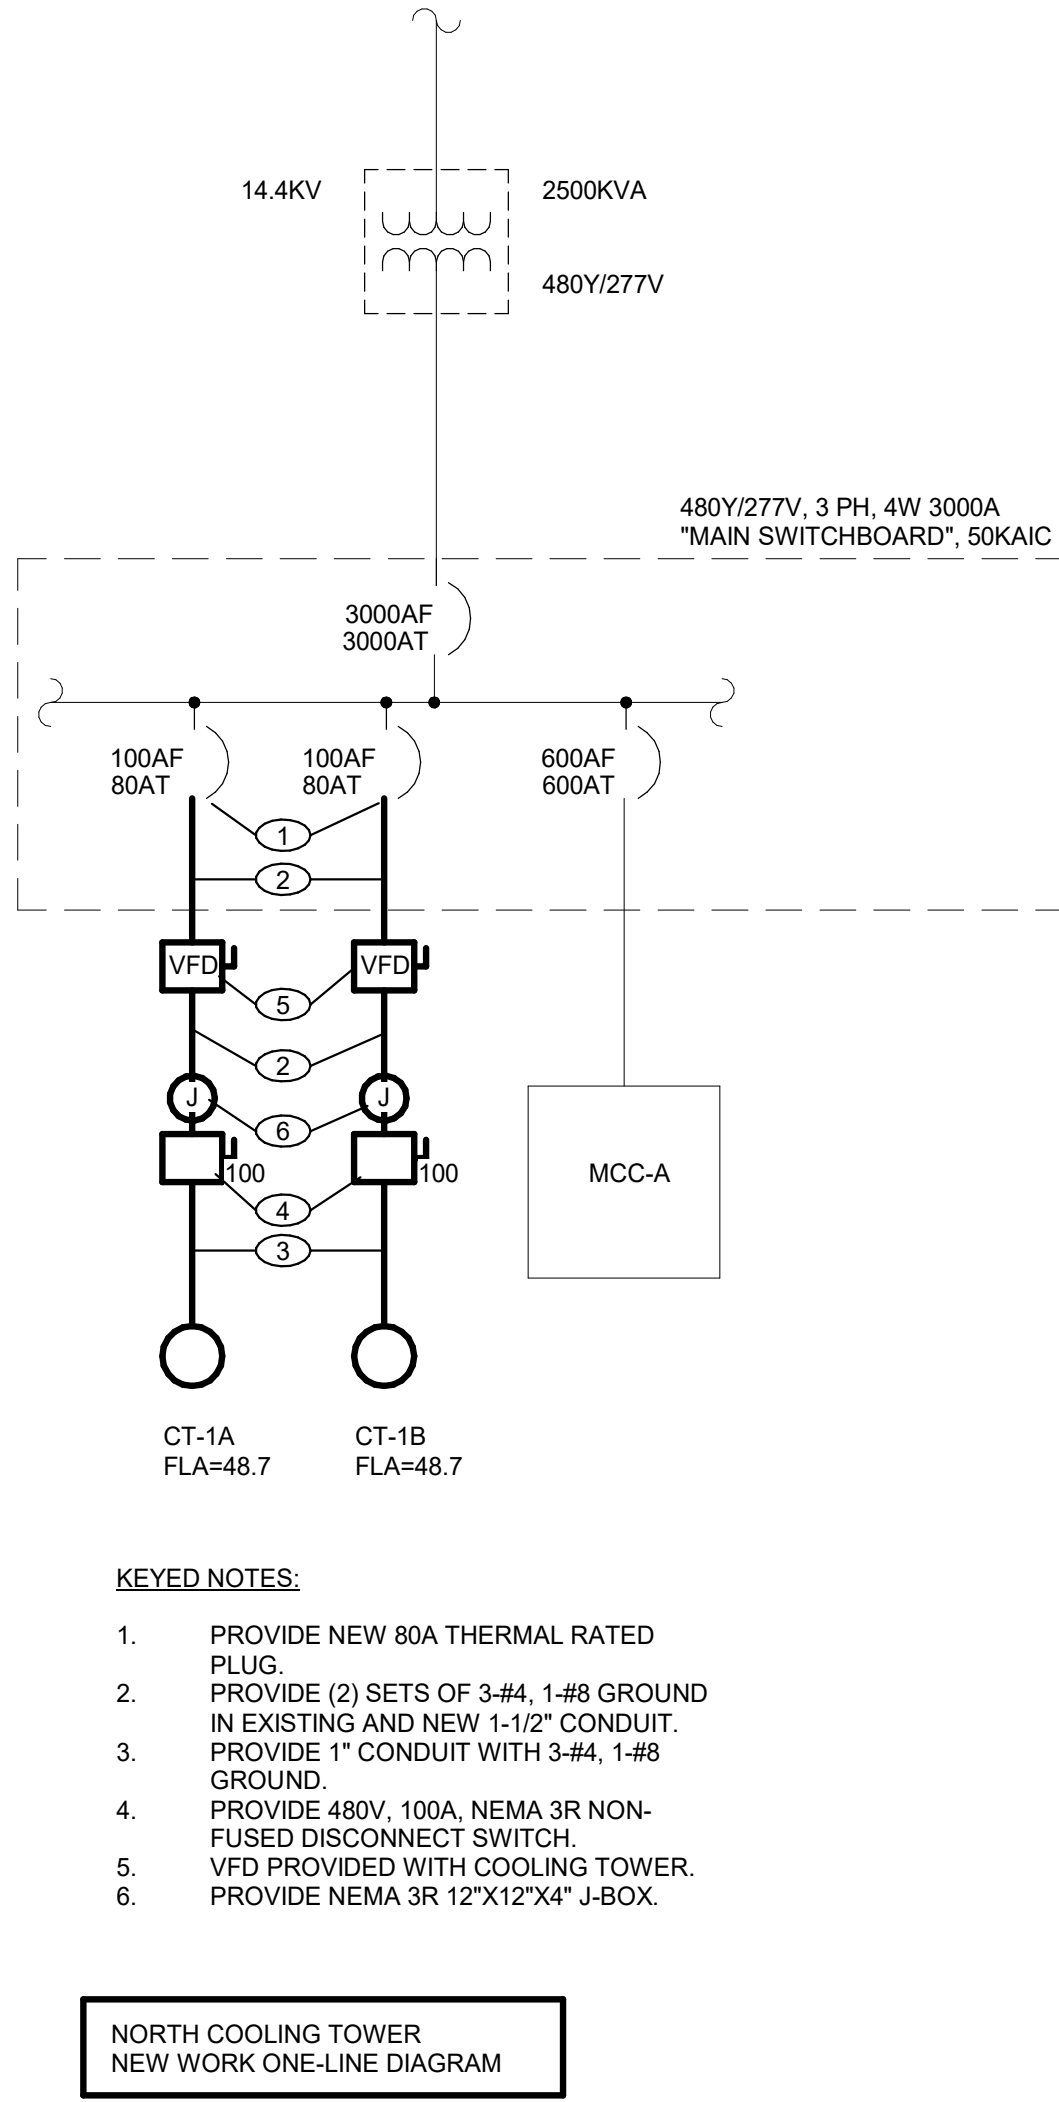 14.4KV
2500KVA
480Y/277V
480Y/277V, 3 PH, 4W 3000A
"MAIN SWITCHBOARD", 50KAIC
3000AF
3000AT
100AF
80AT
100AF
80AT
600AF
600AT
1
2
VFD
VFD
5
2
J
J
6
100
100
MCC-A
4
3
CT-1A
FLA=48.7
CT-1B
FLA=48.7
KEYED NOTES:
1. PROVIDE NEW 80A THERMAL RATED
PLUG.
2. PROVIDE (2) SETS OF 3-#4, 1-#8 GROUND
IN EXISTING AND NEW 1-1/2" CONDUIT.
3. PROVIDE 1" CONDUIT WITH 3-#4, 1-#8
GROUND.
4. PROVIDE 480V, 100A, NEMA 3R NON-
FUSED DISCONNECT SWITCH.
5. VFD PROVIDED WITH COOLING TOWER.
6. PROVIDE NEMA 3R 12"X12"X4" J-BOX.
NORTH COOLING TOWER
NEW WORK ONE-LINE DIAGRAM